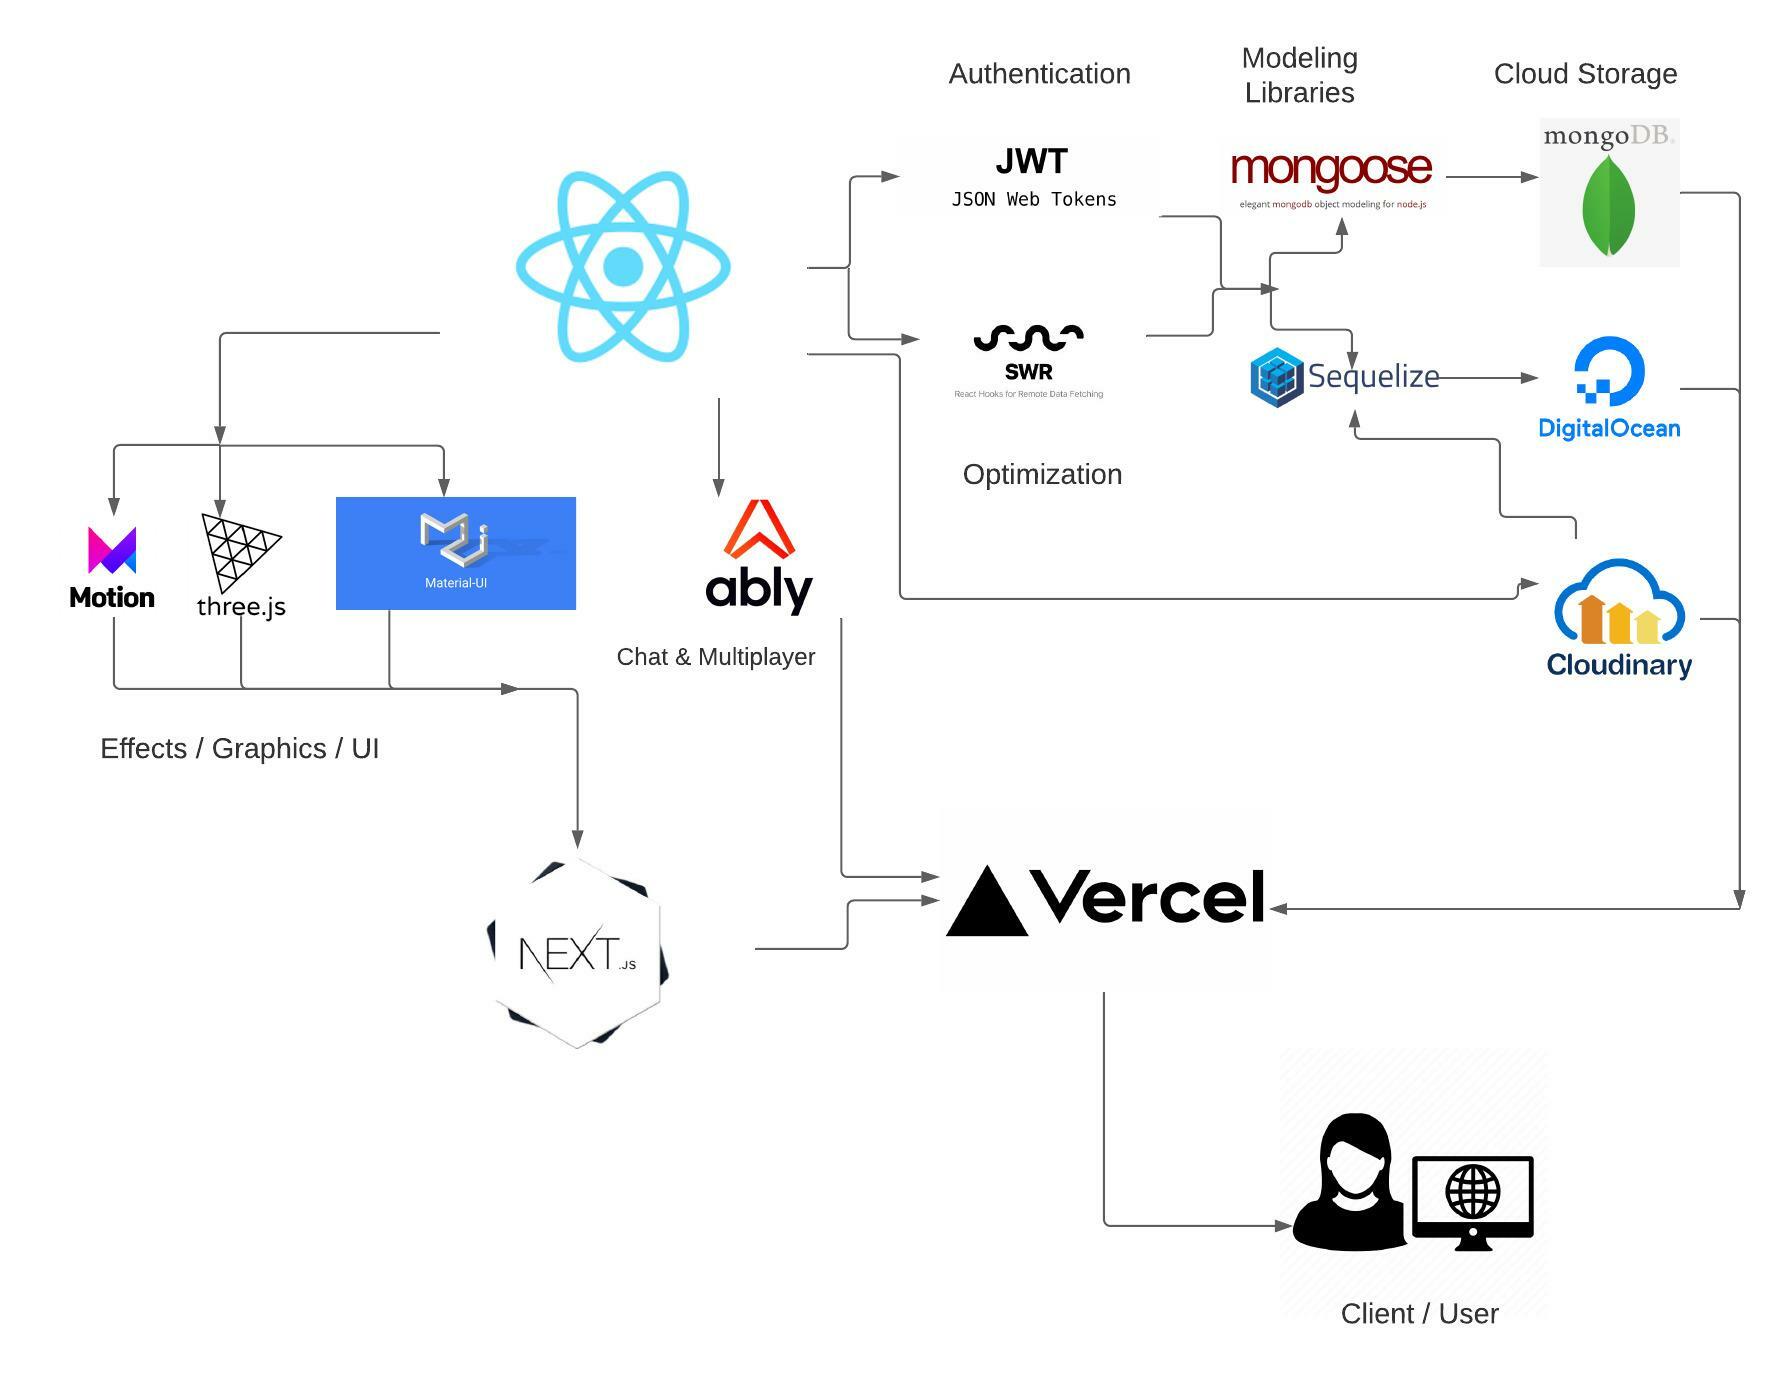 Authentication
Modeling
Libraries
Cloud Storage
JWT
JSON Web Tokens
mongoose
elegant mongodb object modeling for node.js
mongoDB.
SWR
React Hooks for Remote Data Fetching
Sequelize
DigitalOcean
Optimization
Motion
three.js
Material-UI
ably
Chat & Multiplayer
Cloudinary
Effects / Graphics / UI
NEXT.JS
Vercel
Client / User